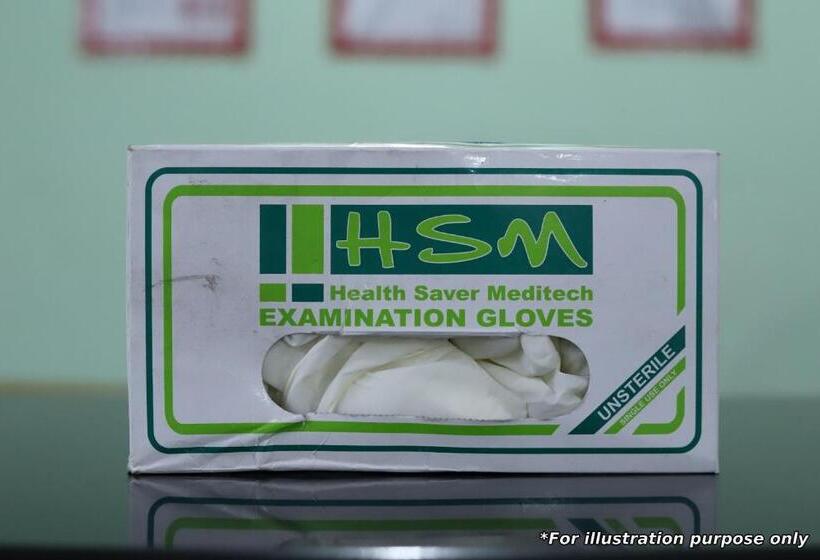 HSM
Health Saver Meditech
EXAMINATION GLOVES
UNSTERILE
SINGLE USE ONLY
*For illustration purpose only